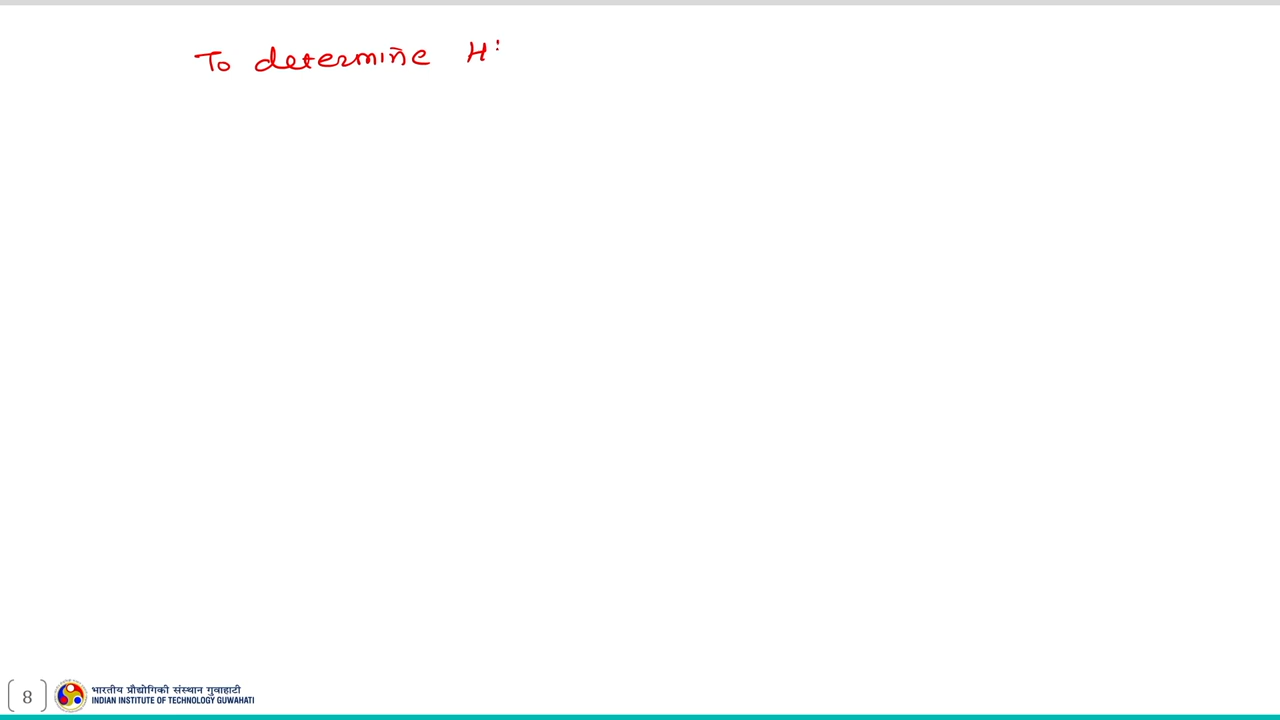 To determine H:
8
भारतीय प्रौद्योगिकी संस्थान गुवाहाटी
INDIAN INSTITUTE OF TECHNOLOGY GUWAHATI